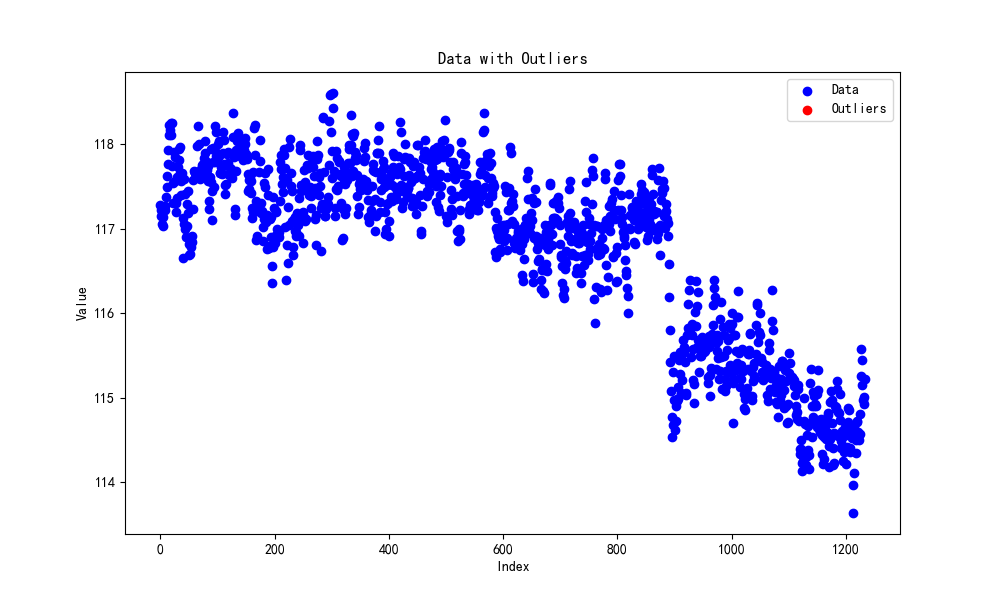 Data with Outliers
Data
Outliers
118
117
116
115
114
Value
0 200 400 600 800 1000 1200
Index